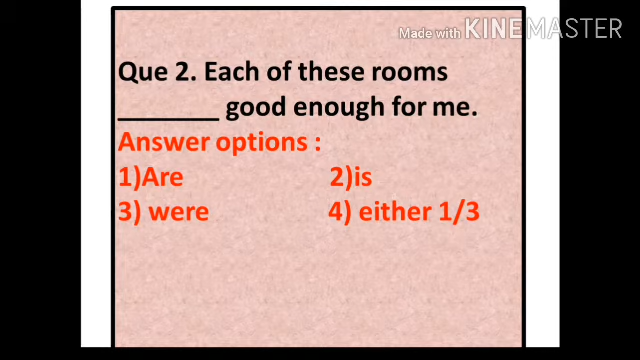 Made with KINEMASTER
Que 2. Each of these rooms
_______ good enough for me.
Answer options :
1)Are 2)is
3) were 4) either 1/3